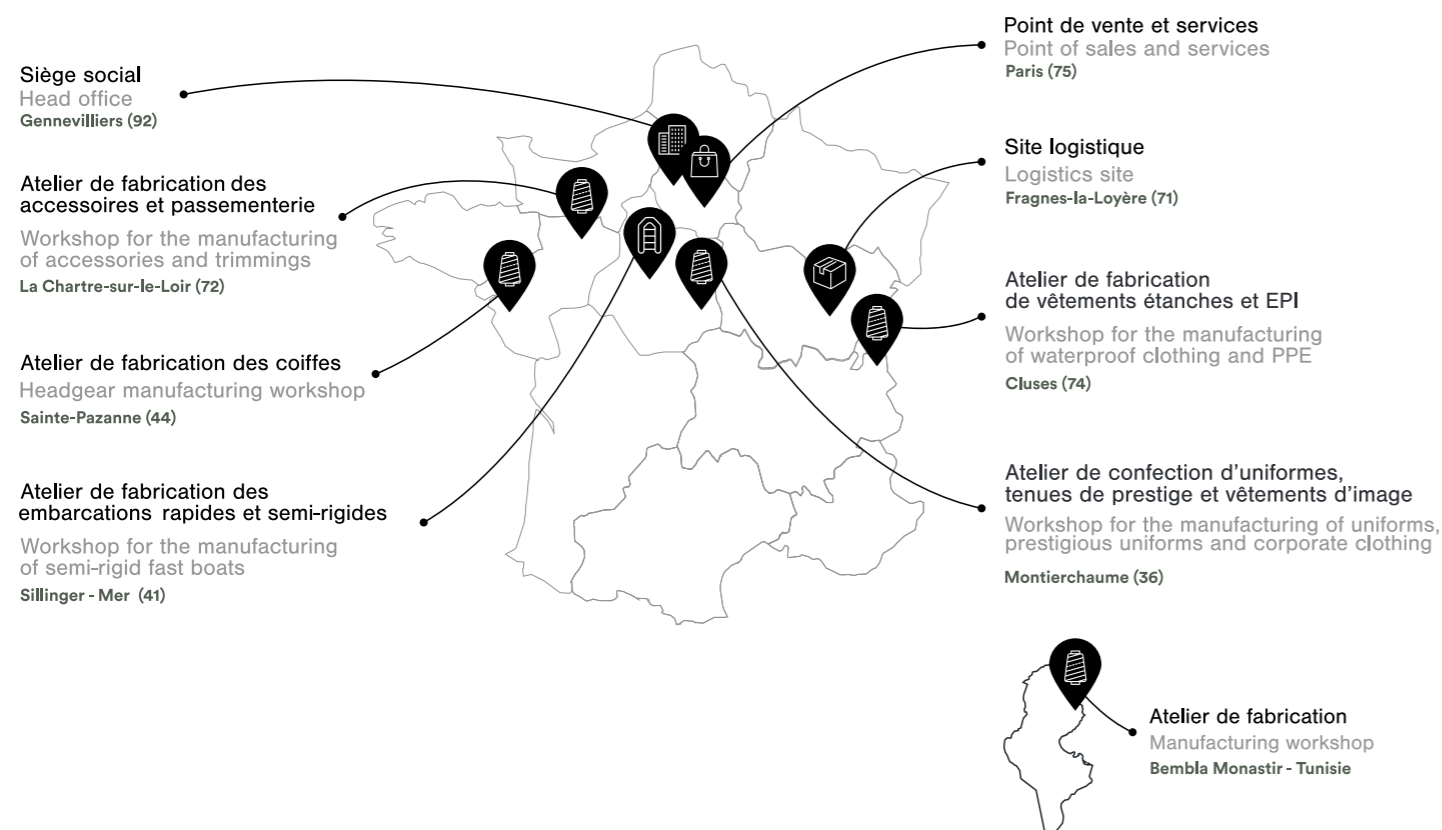 Siège social
Head office
Gennevilliers (92)
Atelier de fabrication des
accessoires et passementerie
Workshop for the manufacturing
of accessories and trimmings
La Chartre-sur-le-Loir (72)
Atelier de fabrication des coiffes
Headgear manufacturing workshop
Sainte-Pazanne (44)
Atelier de fabrication des
embarcations rapides et semi-rigides
Workshop for the manufacturing
of semi-rigid fast boats
Sillinger - Mer (41)
Point de vente et services
Point of sales and services
Paris (75)
Site logistique
Logistics site
Fragnes-la-Loyère (71)
Atelier de fabrication
de vêtements étanches et EPI
Workshop for the manufacturing
of waterproof clothing and PPE
Cluses (74)
Atelier de confection d'uniformes,
tenues de prestige et vêtements d'image
Workshop for the manufacturing of uniforms,
prestigious uniforms and corporate clothing
Montierchaume (36)
Atelier de fabrication
Manufacturing workshop
Bembla Monastir - Tunisie